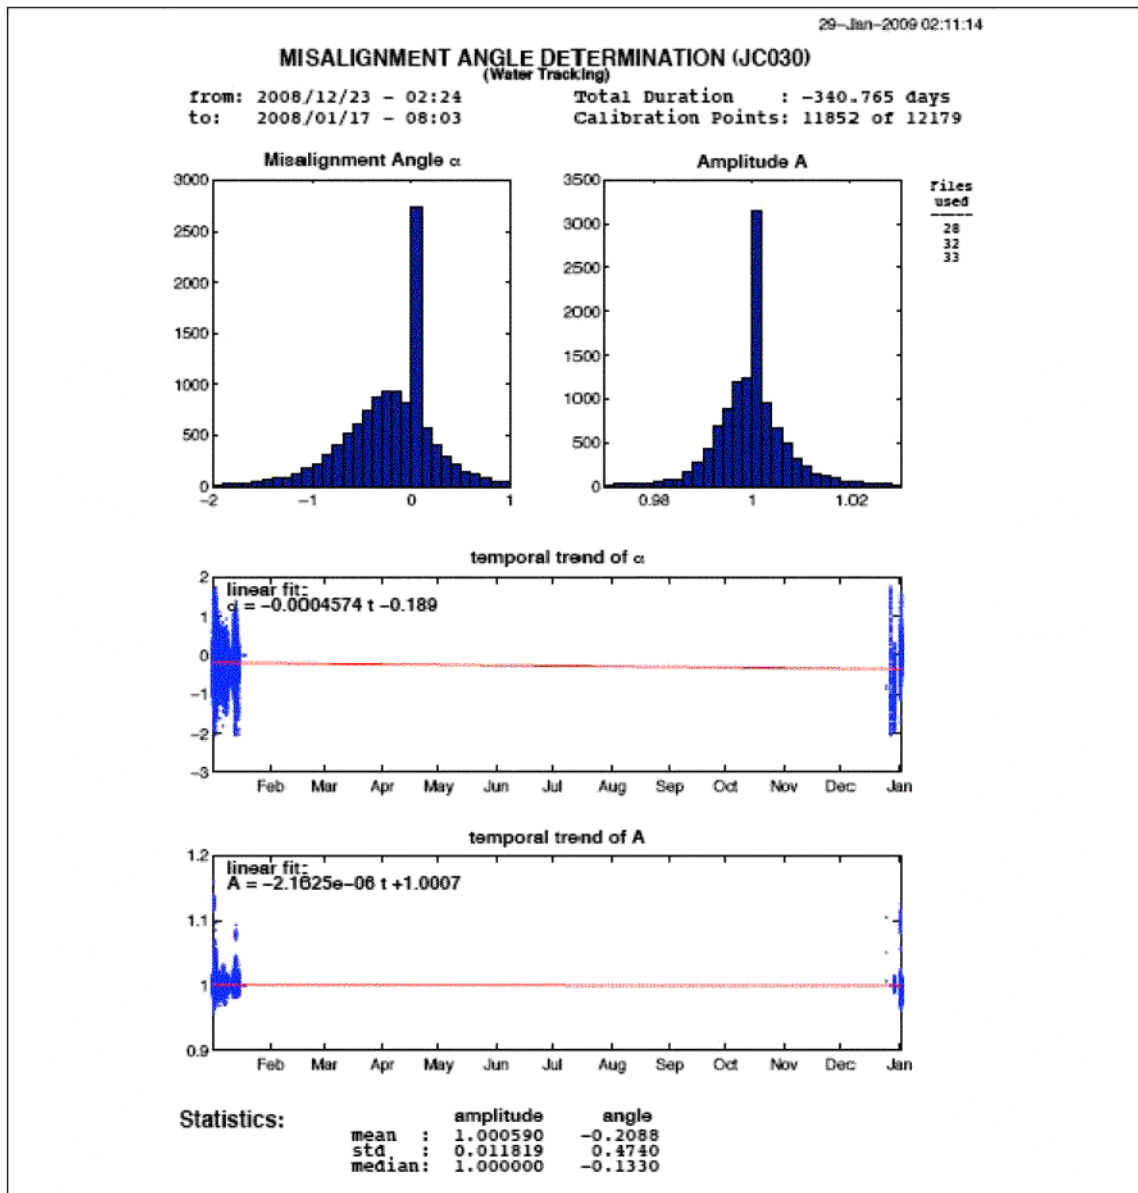 29-Jan-2009 02:11:14
MISALIGNMENT ANGLE DETERMINATION (JC030)
(Water Tracking)
from: 2008/12/23 - 02:24 Total Duration : -340.765 days
to: 2008/01/17 - 08:03 Calibration Points: 11852 of 12179
Misalignment Angle α
3000
2500
2000
1500
1000
500
0
-2 -1 0 1
Amplitude A
3500
3000
2500
2000
1500
1000
500
0
0.98 1 1.02
Files
used
-----
28
32
33
temporal trend of α
linear fit:
α = -0.0004574 t -0.189
2
1
0
-1
-2
-3
Feb Mar Apr May Jun Jul Aug Sep Oct Nov Dec Jan
temporal trend of A
linear fit:
A = -2.1625e-06 t +1.0007
1.2
1.1
1
0.9
Feb Mar Apr May Jun Jul Aug Sep Oct Nov Dec Jan
Statistics:
amplitude angle
mean : 1.000590 -0.2088
std : 0.011819 0.4740
median: 1.000000 -0.1330